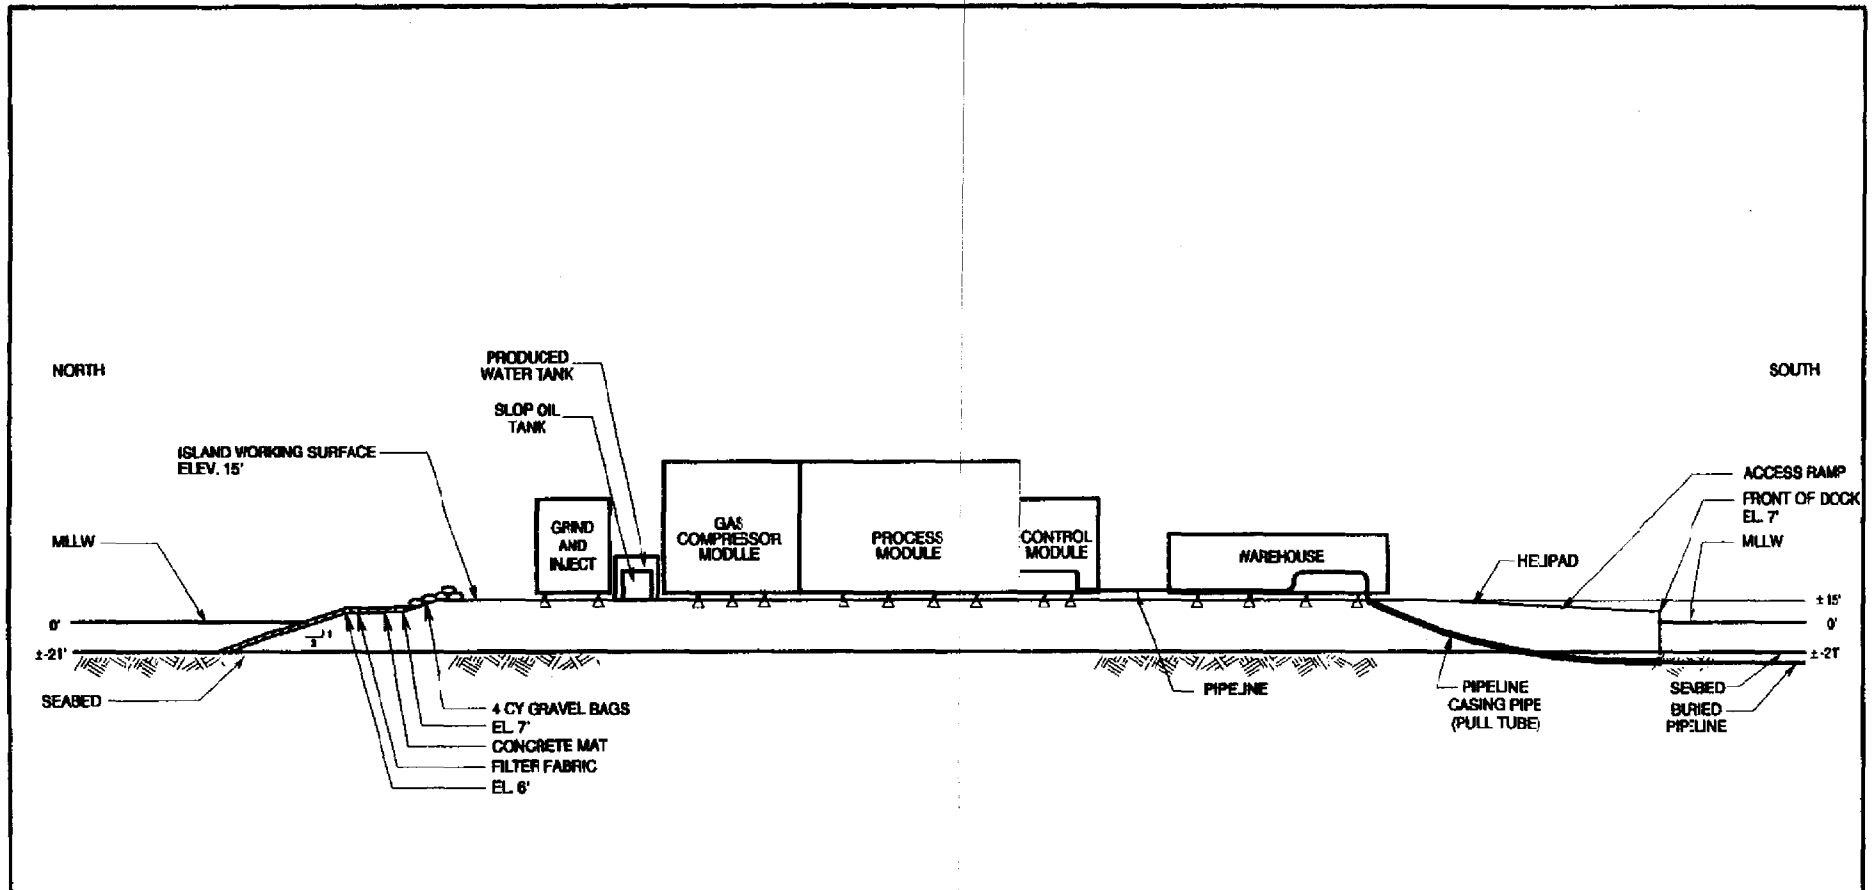 NORTH
SOUTH
PRODUCED
WATER TANK
SLOP OIL
TANK
ISLAND WORKING SURFACE
ELEV. 15'
MLLW
GRIND
AND
INJECT
GAS
COMPRESSOR
MODULE
PROCESS
MODULE
CONTROL
MODULE
WAREHOUSE
HELIPAD
ACCESS RAMP
FRONT OF DOCK
EL. 7'
MLLW
±15'
0'
±-21'
0'
±-21'
1
3
SEABED
4 CY GRAVEL BAGS
EL. 7'
CONCRETE MAT
FILTER FABRIC
EL. 6'
PIPELINE
PIPELINE
CASING PIPE
(PULL TUBE)
SEABED
BURIED
PIPELINE